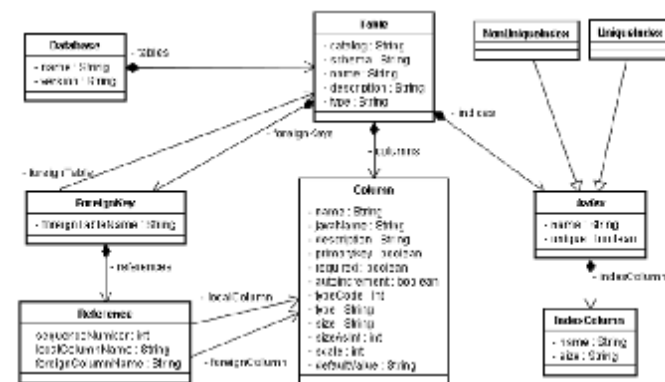 Table
- catalog : String
- schema : String
- name : String
- description : String
- type : String
Database
- name : String
- version : String
- tables
NonUniqueIndex
UniqueIndex
- indices
- foreignKeys
- columns
- foreignTable
ForeignKey
- foreignTableName : String
- references
Column
- name : String
- javaName : String
- description : String
- primaryKey : boolean
- required : boolean
- autoIncrement : boolean
- typeCode : int
- type : String
- size : String
- sizeAsInt : int
- scale : int
- defaultValue : String
Index
- name : String
- unique : boolean
- indexColumn
IndexColumn
- name : String
- size : String
Reference
- sequenceNumber : int
- localColumnName : String
- foreignColumnName : String
- localColumn
- foreignColumn